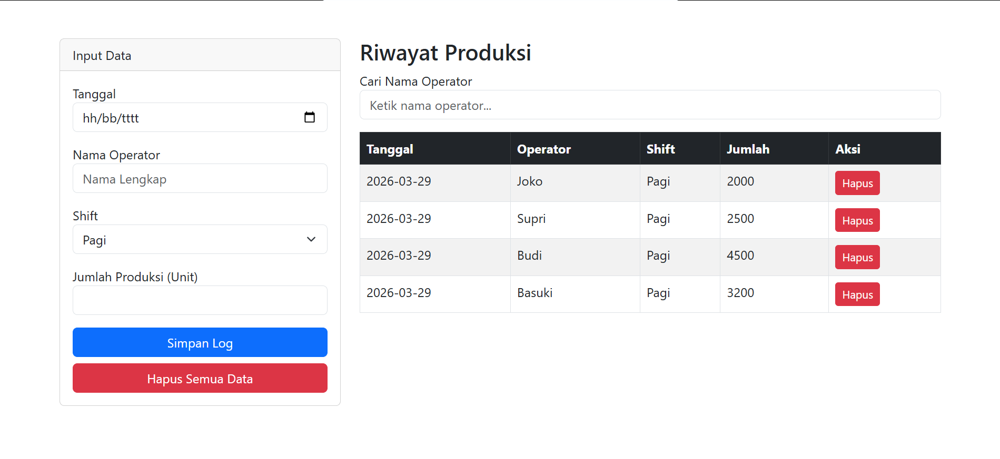 Input Data
Tanggal
hh/bb/tttt
Nama Operator
Nama Lengkap
Shift
Pagi
Jumlah Produksi (Unit)
Simpan Log
Hapus Semua Data
Riwayat Produksi
Cari Nama Operator
Ketik nama operator...
Tanggal Operator Shift Jumlah Aksi
2026-03-29 Joko Pagi 2000 Hapus
2026-03-29 Supri Pagi 2500 Hapus
2026-03-29 Budi Pagi 4500 Hapus
2026-03-29 Basuki Pagi 3200 Hapus